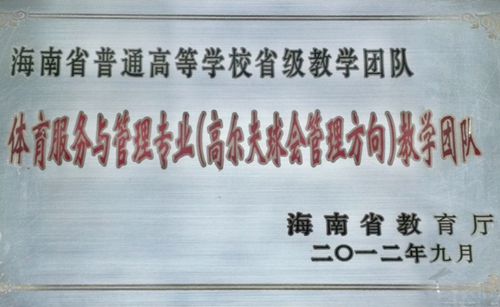 海南省普通高等学校省级教学团队
体育服务与管理专业(高尔夫球会管理方向)教学团队
海南省教育厅
二〇一二年九月